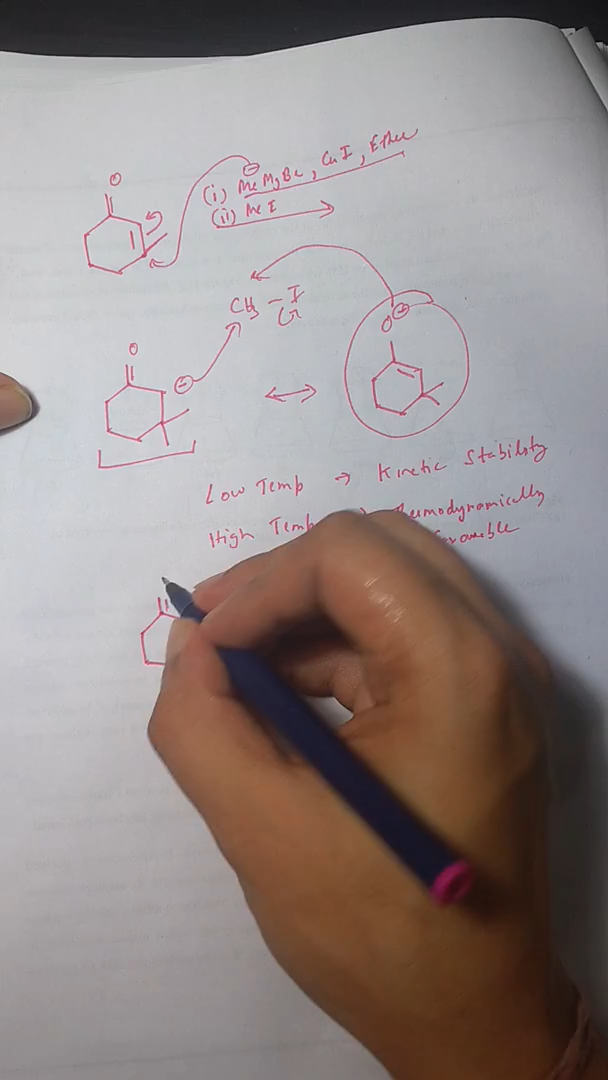 O
(i) MeMgBr, CuI, Ether
(ii) MeI
CH3 – I
O
O
Low Temp → Kinetic Stability
High Temp